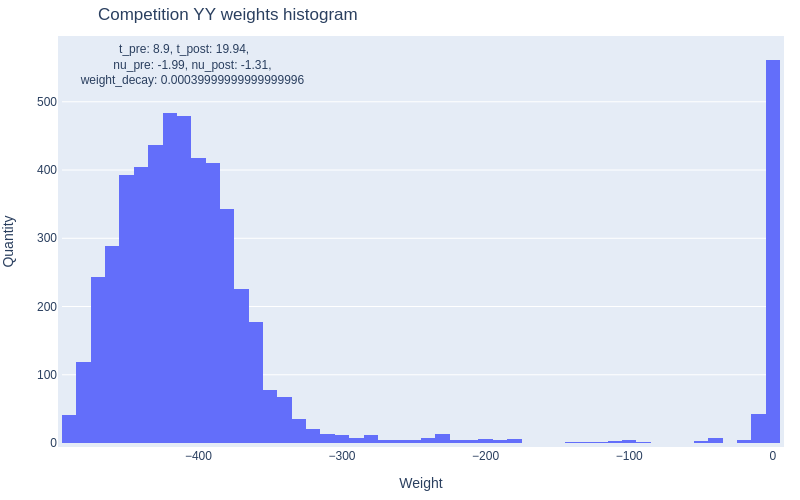 Competition YY weights histogram
t_pre: 8.9, t_post: 19.94,
nu_pre: -1.99, nu_post: -1.31,
weight_decay: 0.00039999999999999996
500
400
300
200
100
0
Quantity
−400
−300
−200
−100
0
Weight